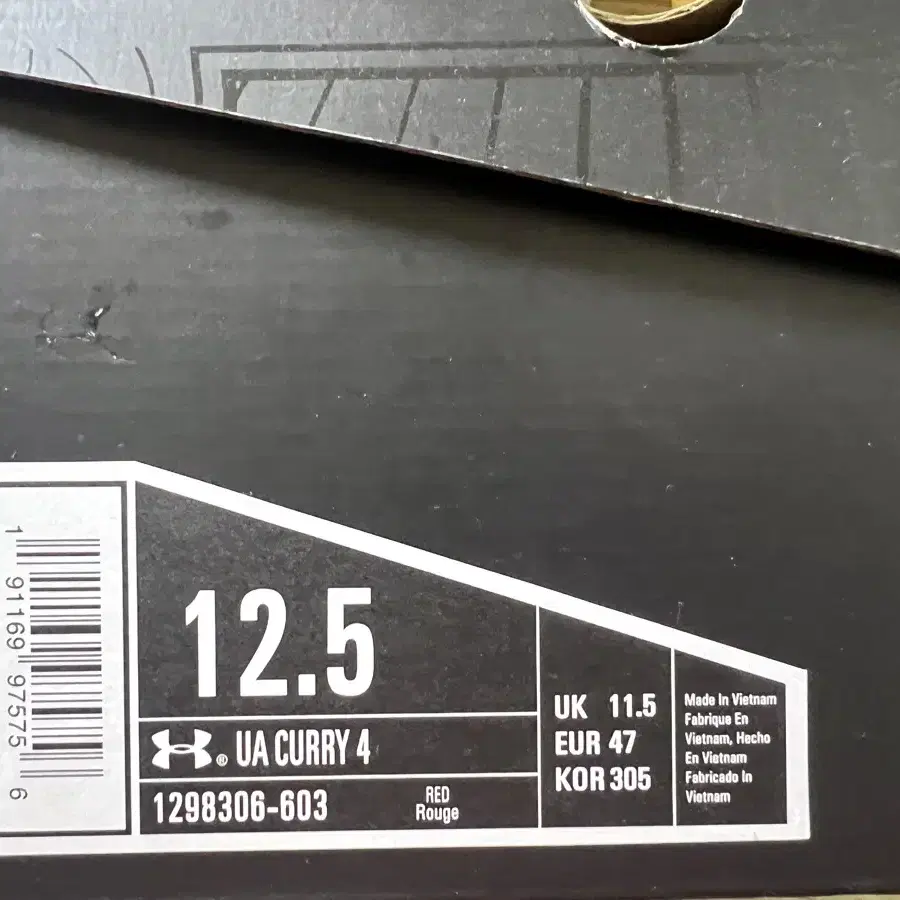 1 91169 97575 6
12.5
® UA CURRY 4
1298306-603
RED
Rouge
UK 11.5
EUR 47
KOR 305
Made In Vietnam
Fabrique En
Vietnam, Hecho
En Vietnam
Fabricado In
Vietnam